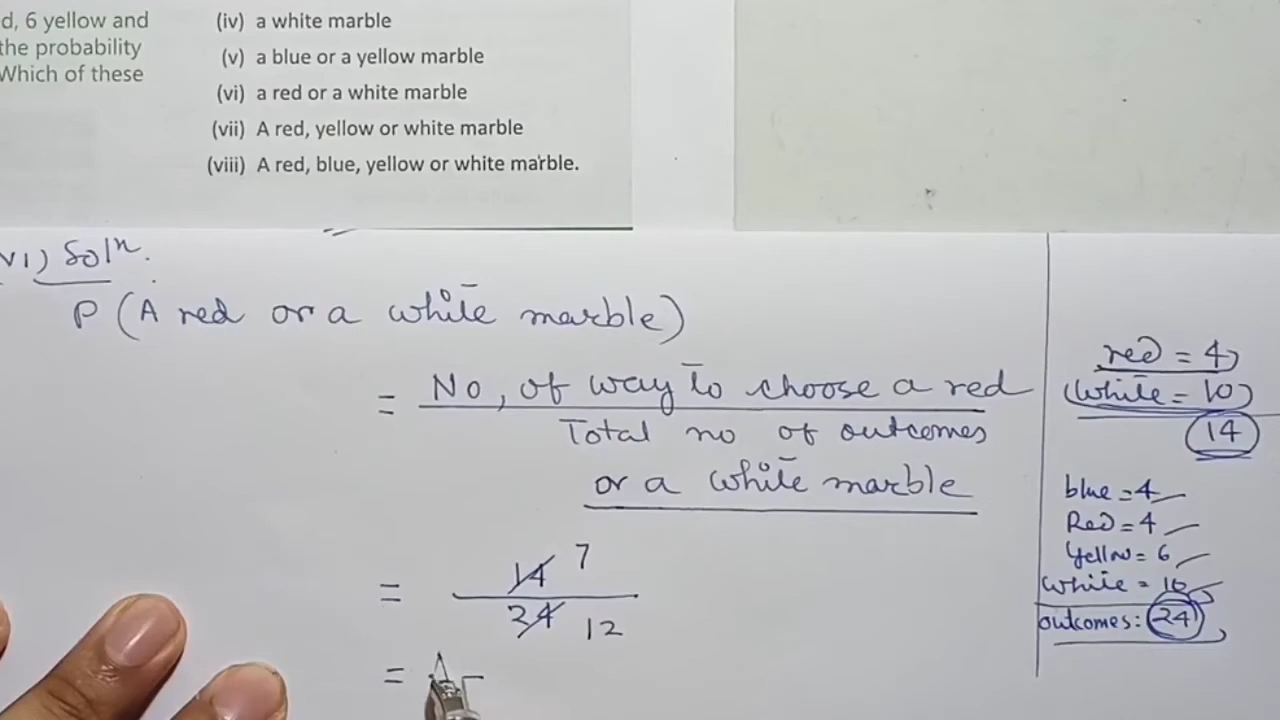 d, 6 yellow and
the probability
Which of these
(iv) a white marble
(v) a blue or a yellow marble
(vi) a red or a white marble
(vii) A red, yellow or white marble
(viii) A red, blue, yellow or white marble.
VI) Solⁿ.
P (A red or a white marble)
= No, of way to choose a red
Total no of outcomes
or a white marble
= 14 7
24 12
=
red = 4
(white = 10)
14
blue = 4
Red = 4
Yellow = 6
white = 10
outcomes: 24